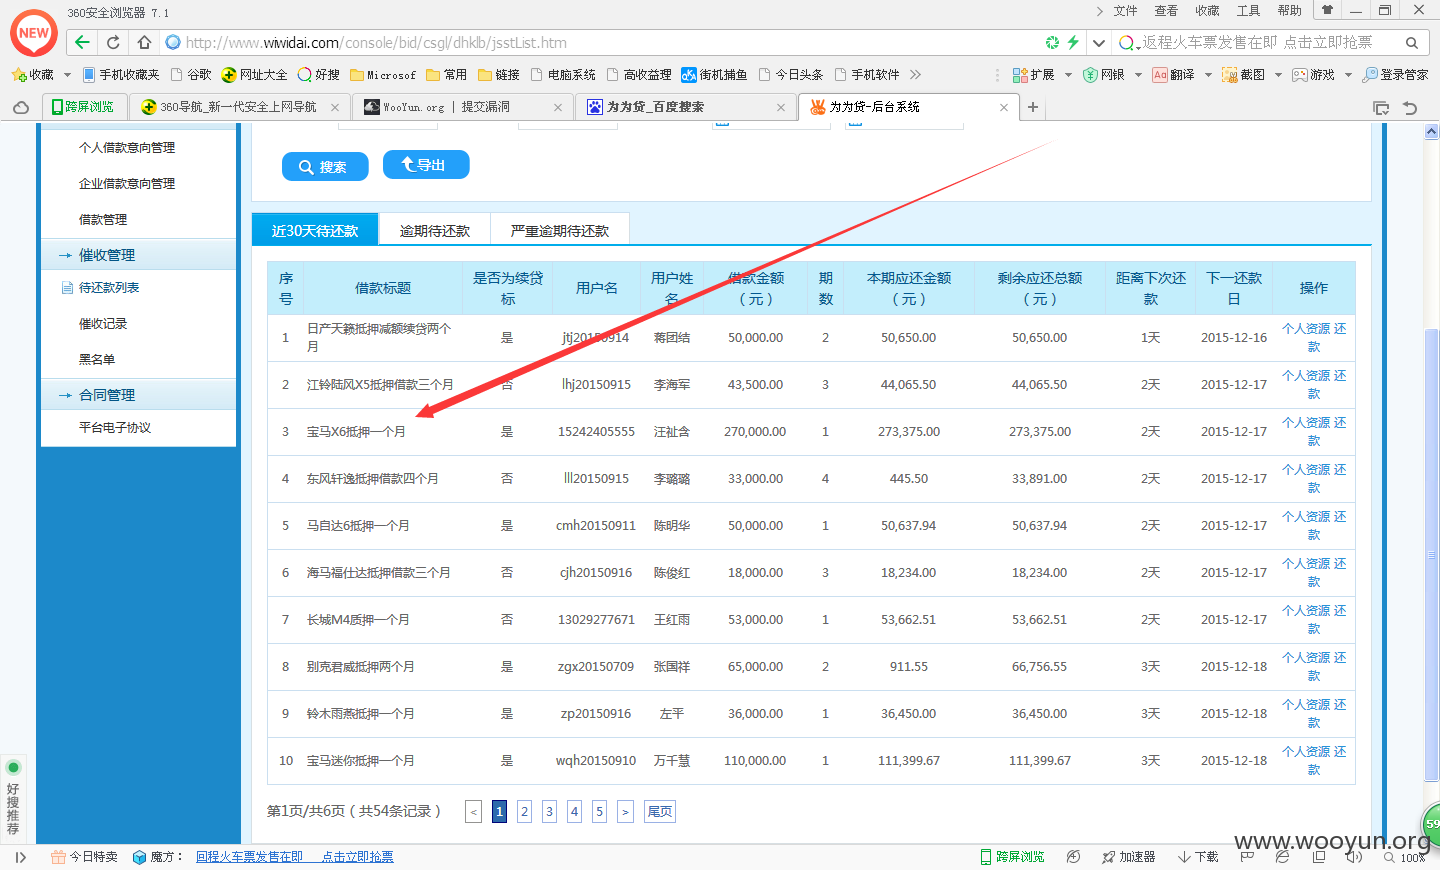 360安全浏览器 7.1
文件 查看 收藏 工具 帮助
NEW
http://www.wiwidai.com/console/bid/csgl/dhklb/jsstList.htm
返程火车票发售在即 点击立即抢票
收藏 手机收藏夹 谷歌 网址大全 好搜 Microsof 常用 链接 电脑系统 高收益理 街机捕鱼 今日头条 手机软件 扩展 网银 翻译 截图 游戏 登录管家
跨屏浏览 360导航_新一代安全上网导航 WooYun.org | 提交漏洞 为为贷_百度搜索 为为贷-后台系统
个人借款意向管理
企业借款意向管理
借款管理
催收管理
待还款列表
催收记录
黑名单
合同管理
平台电子协议
搜索 导出
近30天待还款 逾期待还款 严重逾期待还款
序号 借款标题 是否为续贷标 用户名 用户姓名 借款金额（元） 期数 本期应还金额（元） 剩余应还总额（元） 距离下次还款 下一还款日 操作
1 日产天籁抵押减额续贷两个月 是 jtj20150914 蒋团结 50,000.00 2 50,650.00 50,650.00 1天 2015-12-16 个人资源 还款
2 江铃陆风X5抵押借款三个月 否 lhj20150915 李海军 43,500.00 3 44,065.50 44,065.50 2天 2015-12-17 个人资源 还款
3 宝马X6抵押一个月 是 15242405555 汪祉含 270,000.00 1 273,375.00 273,375.00 2天 2015-12-17 个人资源 还款
4 东风轩逸抵押借款四个月 否 lll20150915 李璐璐 33,000.00 4 445.50 33,891.00 2天 2015-12-17 个人资源 还款
5 马自达6抵押一个月 是 cmh20150911 陈明华 50,000.00 1 50,637.94 50,637.94 2天 2015-12-17 个人资源 还款
6 海马福仕达抵押借款三个月 否 cjh20150916 陈俊红 18,000.00 3 18,234.00 18,234.00 2天 2015-12-17 个人资源 还款
7 长城M4质押一个月 否 13029277671 王红雨 53,000.00 1 53,662.51 53,662.51 2天 2015-12-17 个人资源 还款
8 别克君威抵押两个月 是 zgx20150709 张国祥 65,000.00 2 911.55 66,756.55 3天 2015-12-18 个人资源 还款
9 铃木雨燕抵押一个月 是 zp20150916 左平 36,000.00 1 36,450.00 36,450.00 3天 2015-12-18 个人资源 还款
10 宝马迷你抵押一个月 是 wqh20150910 万千慧 110,000.00 1 111,399.67 111,399.67 3天 2015-12-18 个人资源 还款
第1页/共6页（共54条记录） < 1 2 3 4 5 > 尾页
好搜推荐
59
www.wooyun.org
今日特卖 魔方： 回程火车票发售在即 点击立即抢票 跨屏浏览 加速器 下载 100%